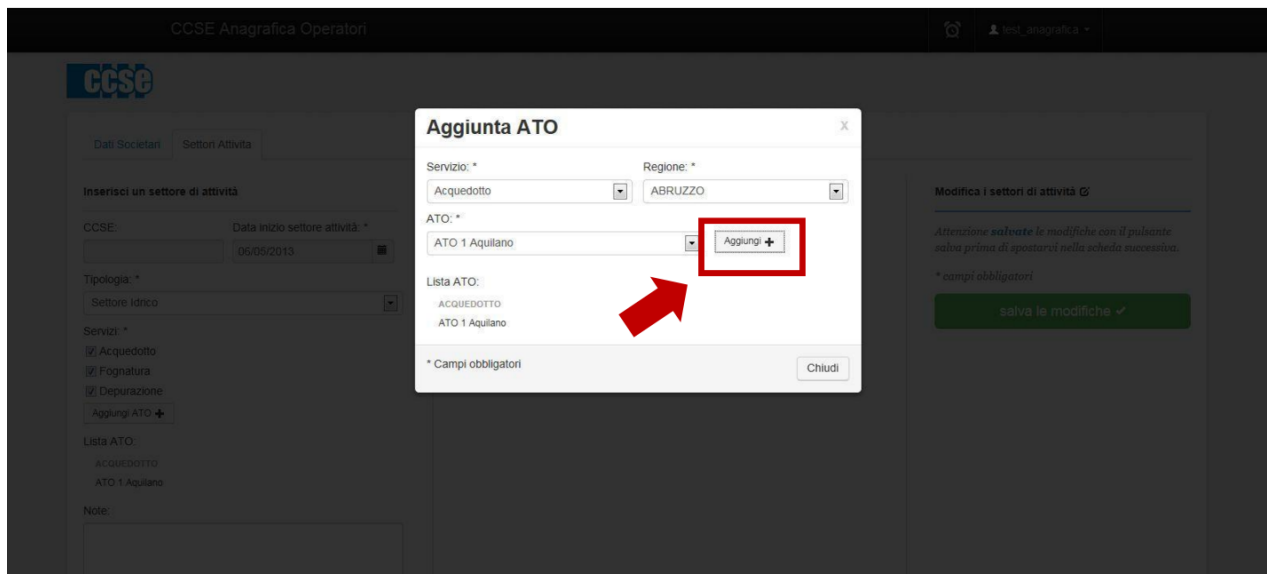 CCSE Anagrafica Operatori
test_anagrafica
ccse
Dati Societari
Settori Attivita
Inserisci un settore di attività
CCSE:
Data inizio settore attività: *
06/06/2013
Tipologia: *
Settore Idrico
Servizi: *
Acquedotto
Fognatura
Depurazione
Aggiungi ATO
Lista ATO:
ACQUEDOTTO
ATO 1 Aquilano
Note:
Aggiunta ATO
X
Servizio: *
Regione: *
Acquedotto
ABRUZZO
ATO: *
ATO 1 Aquilano
Aggiungi
Lista ATO:
ACQUEDOTTO
ATO 1 Aquilano
* Campi obbligatori
Chiudi
Modifica i settori di attività
Attenzione salvate le modifiche con il pulsante
salva prima di spostarvi nella scheda successiva.
* campi obbligatori
salva le modifiche